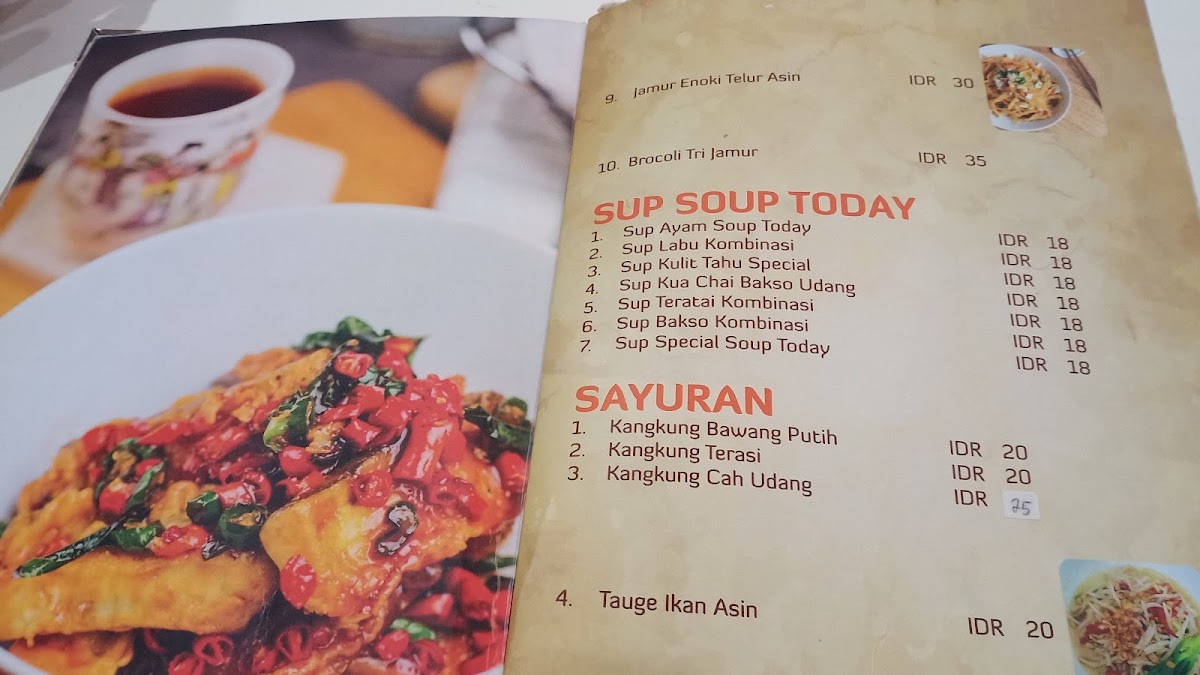 9. Jamur Enoki Telur Asin IDR 30
10. Brocoli Tri Jamur IDR 35
SUP SOUP TODAY
1. Sup Ayam Soup Today IDR 18
2. Sup Labu Kombinasi IDR 18
3. Sup Kulit Tahu Special IDR 18
4. Sup Kua Chai Bakso Udang IDR 18
5. Sup Teratai Kombinasi IDR 18
6. Sup Bakso Kombinasi IDR 18
7. Sup Special Soup Today IDR 18
SAYURAN
1. Kangkung Bawang Putih IDR 20
2. Kangkung Terasi IDR 20
3. Kangkung Cah Udang IDR 25
4. Tauge Ikan Asin IDR 20